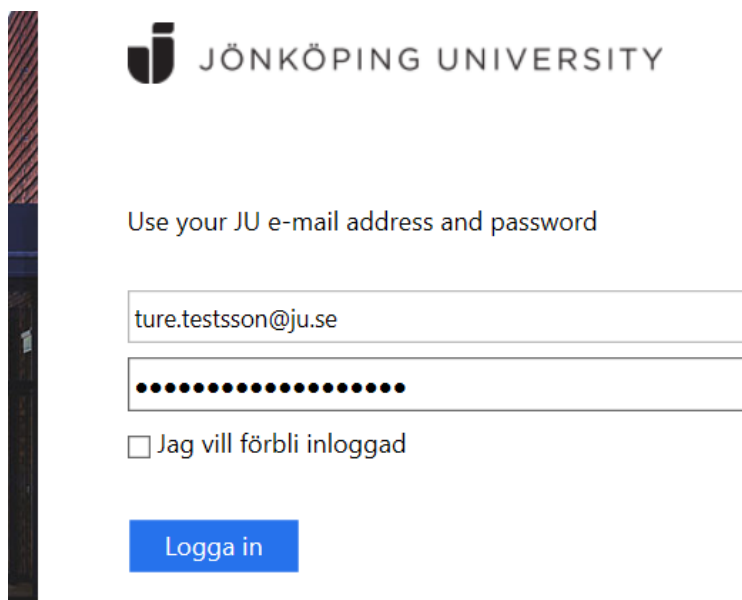 JÖNKÖPING UNIVERSITY
Use your JU e-mail address and password
ture.testsson@ju.se
●●●●●●●●●●●●●●●●●●●
Jag vill förbli inloggad
Logga in